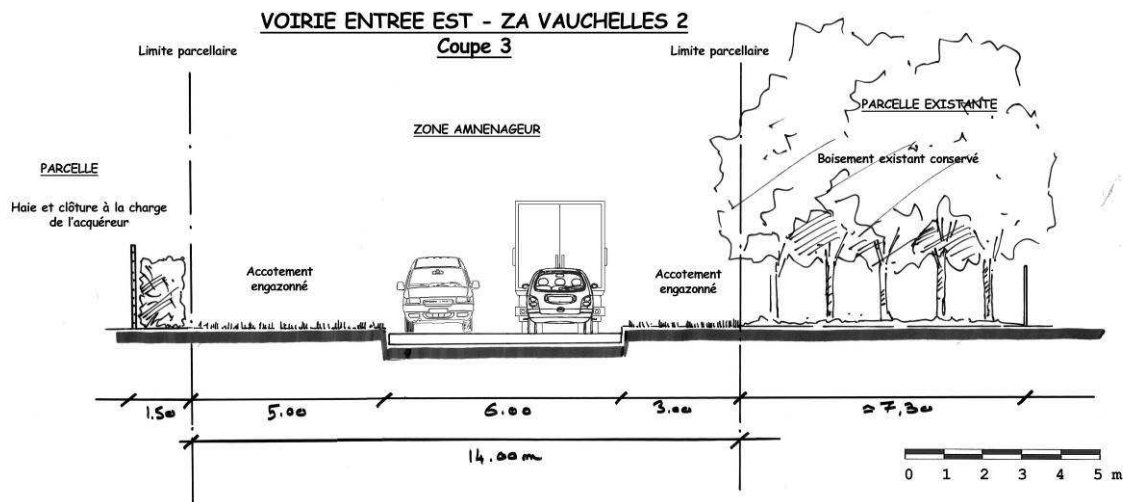 VOIRIE ENTREE EST - ZA VAUCHELLES 2
Coupe 3
Limite parcellaire
Limite parcellaire
PARCELLE EXISTANTE
ZONE AMNENAGEUR
Boisement existant conservé
PARCELLE
Haie et clôture à la charge
de l'acquéreur
Accotement
engazonné
Accotement
engazonné
1.50
5.00
6.00
3.00
≃7,30
14.00m
0 1 2 3 4 5 m